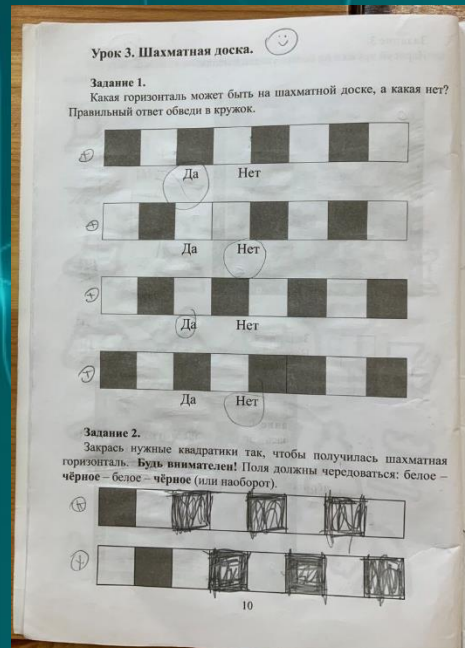 Урок 3. Шахматная доска.
Задание 1.
Какая горизонталь может быть на шахматной доске, а какая нет?
Правильный ответ обведи в кружок.
Да Нет
Да Нет
Да Нет
Да Нет
Задание 2.
Закрась нужные квадратики так, чтобы получилась шахматная
горизонталь. Будь внимателен! Поля должны чередоваться: белое –
чёрное – белое – чёрное (или наоборот).
10